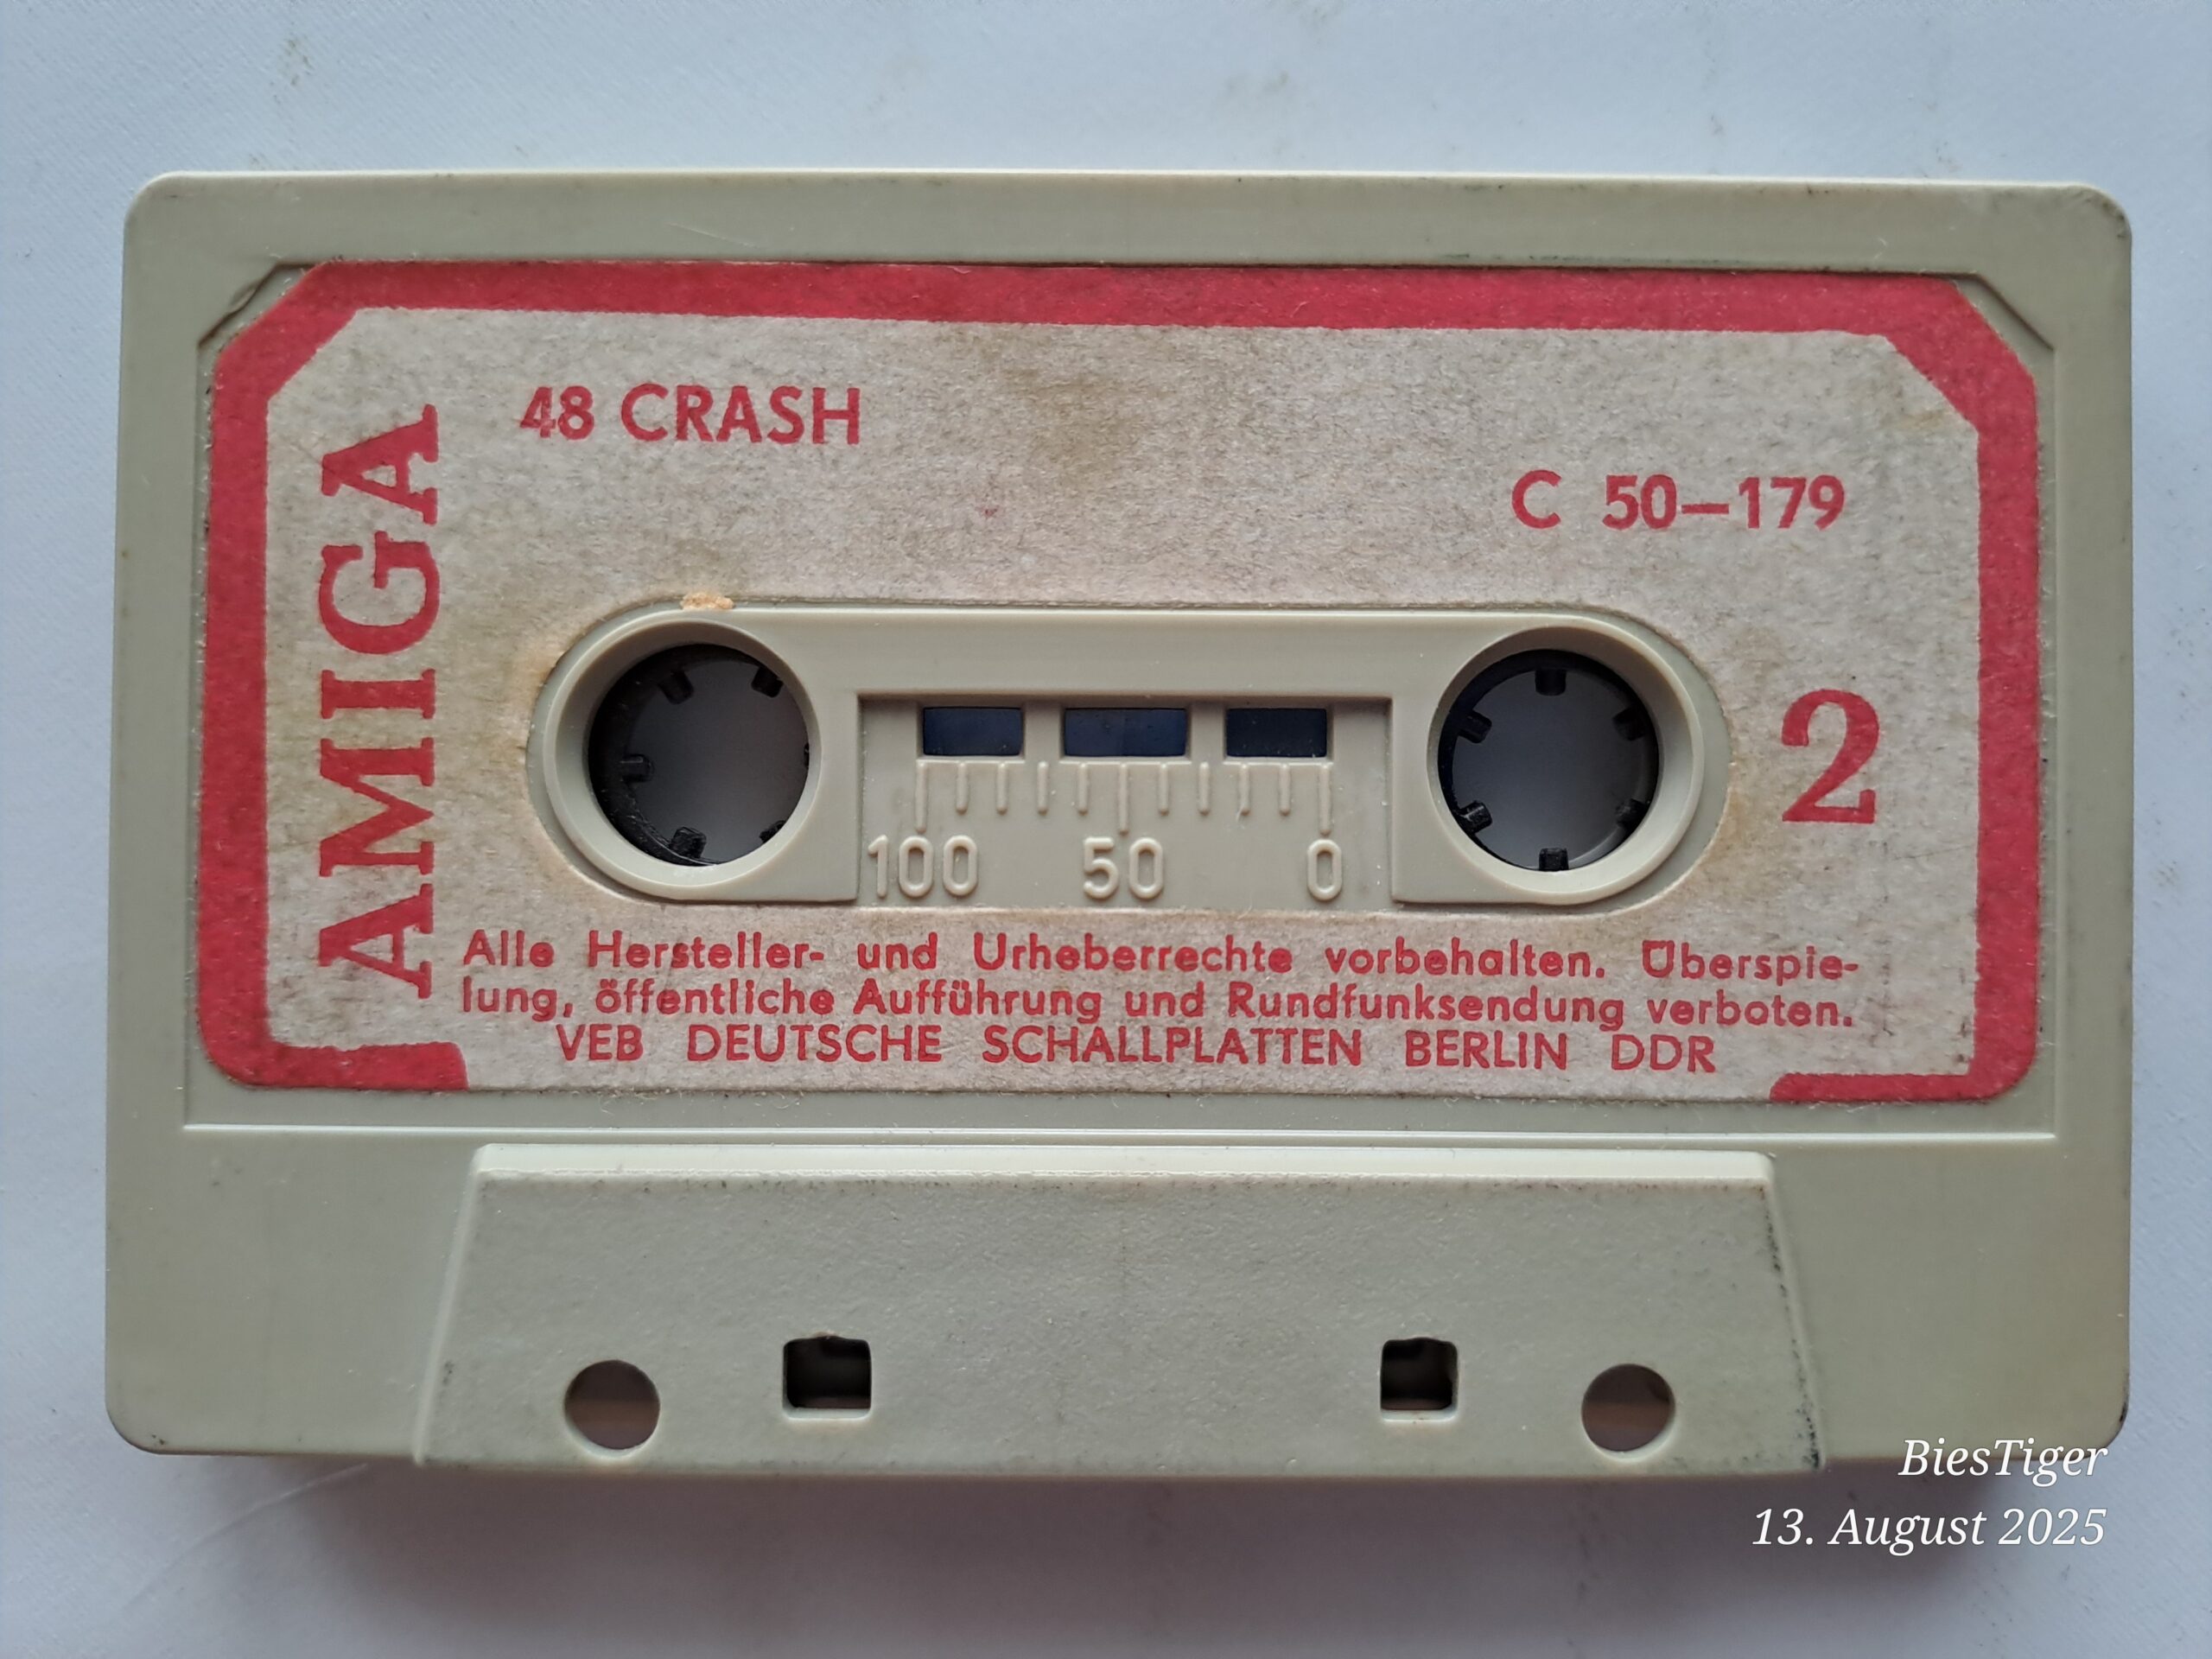 48 CRASH
C 50–179
AMIGA
2
100 50 0
Alle Hersteller- und Urheberrechte vorbehalten. Überspie-
lung, öffentliche Aufführung und Rundfunksendung verboten.
VEB DEUTSCHE SCHALLPLATTEN BERLIN DDR
BiesTiger
13. August 2025